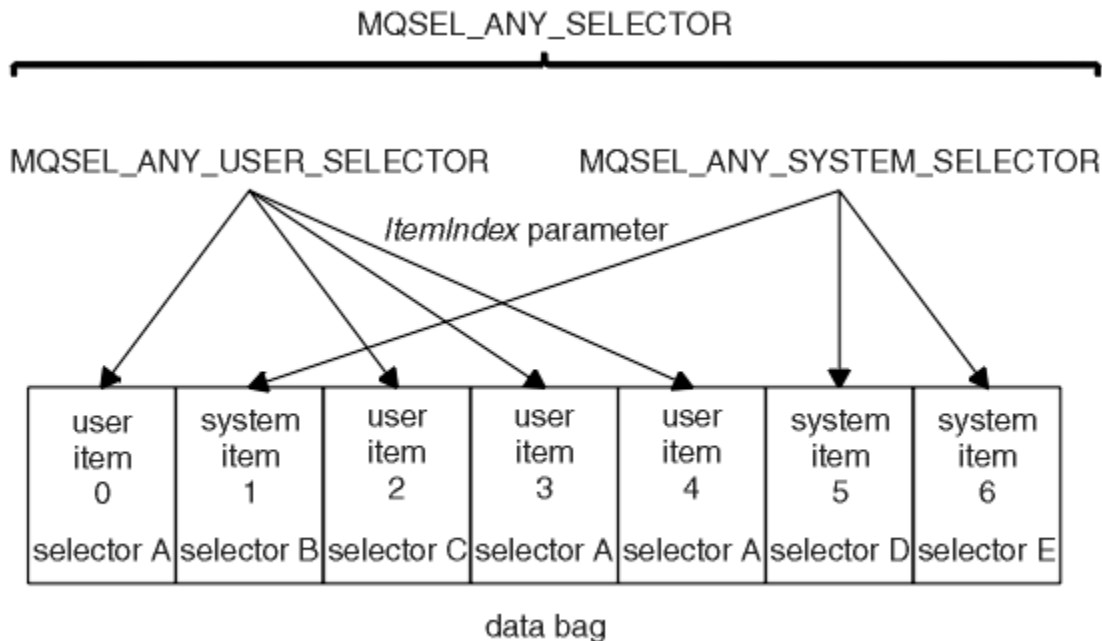 MQSEL_ANY_SELECTOR
MQSEL_ANY_USER_SELECTOR
MQSEL_ANY_SYSTEM_SELECTOR
ItemIndex parameter
user
item
0
selector A
system
item
1
selector B
user
item
2
selector C
user
item
3
selector A
user
item
4
selector A
system
item
5
selector D
system
item
6
selector E
data bag